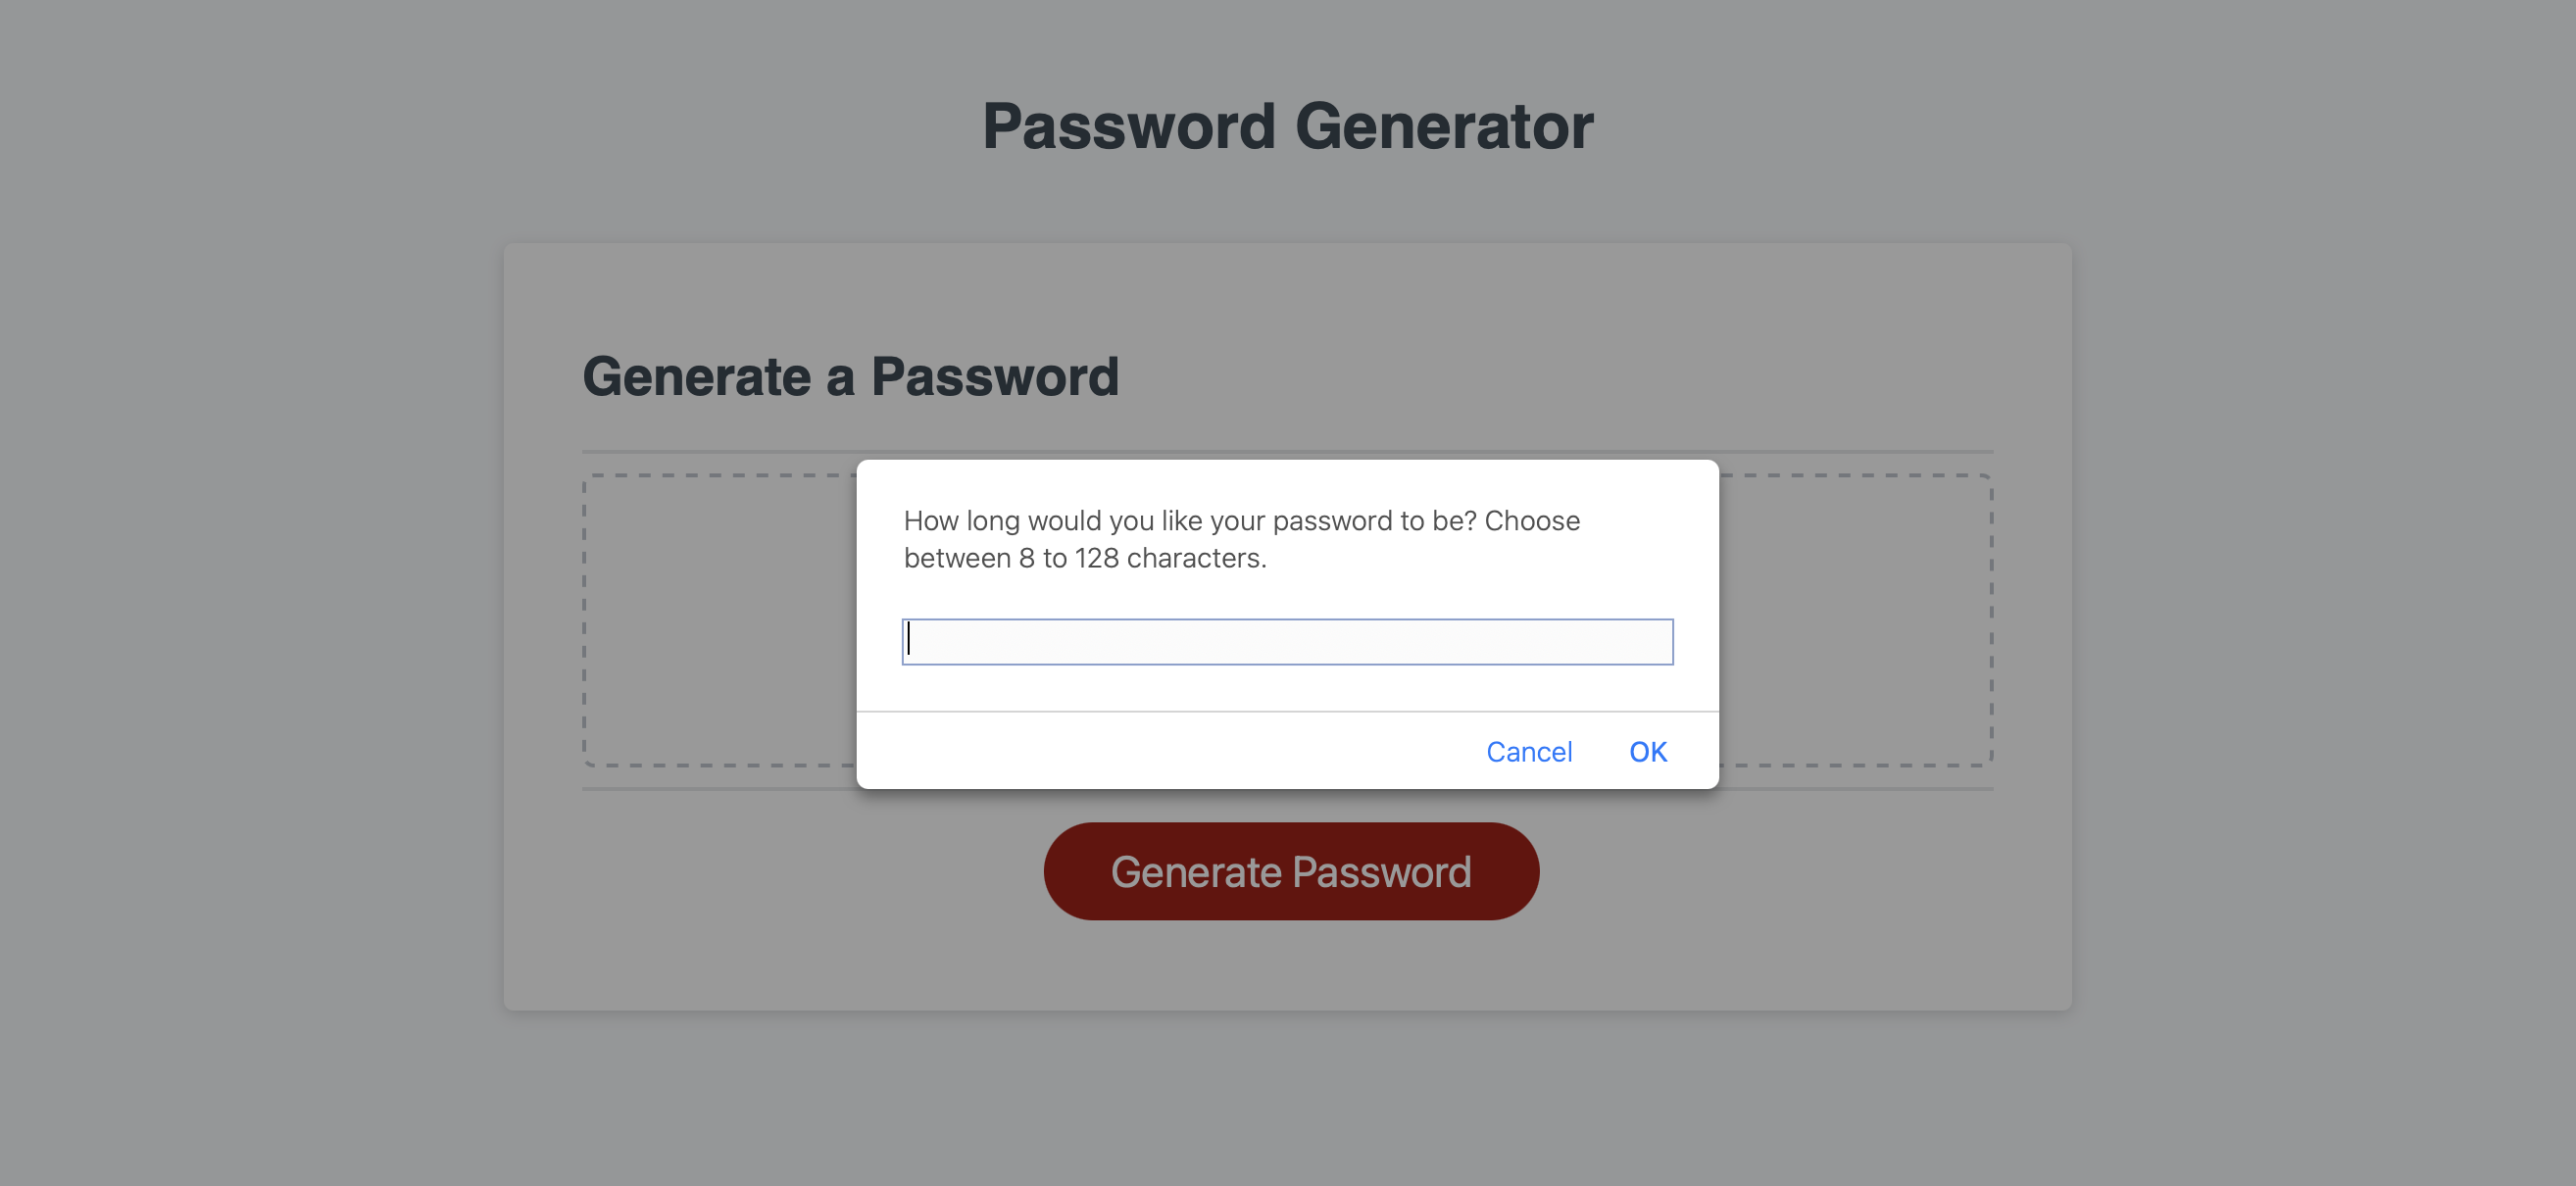 Password Generator
Generate a Password
How long would you like your password to be? Choose
between 8 to 128 characters.
Cancel OK
Generate Password